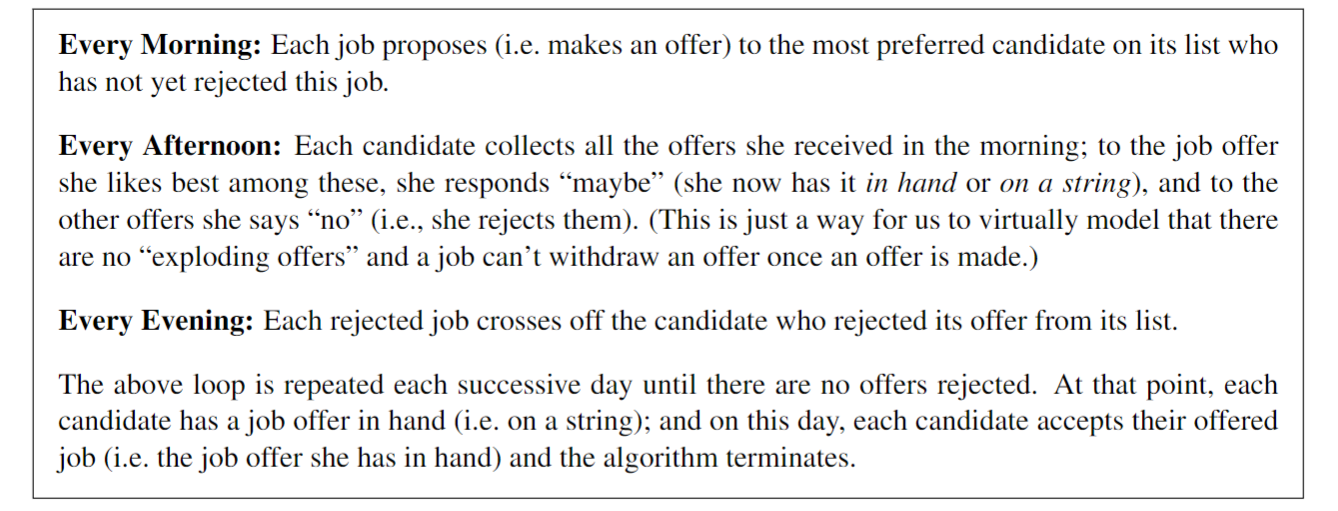 Every Morning: Each job proposes (i.e. makes an offer) to the most preferred candidate on its list who
has not yet rejected this job.
Every Afternoon: Each candidate collects all the offers she received in the morning; to the job offer
she likes best among these, she responds “maybe” (she now has it in hand or on a string), and to the
other offers she says “no” (i.e., she rejects them). (This is just a way for us to virtually model that there
are no “exploding offers” and a job can’t withdraw an offer once an offer is made.)
Every Evening: Each rejected job crosses off the candidate who rejected its offer from its list.
The above loop is repeated each successive day until there are no offers rejected. At that point, each
candidate has a job offer in hand (i.e. on a string); and on this day, each candidate accepts their offered
job (i.e. the job offer she has in hand) and the algorithm terminates.